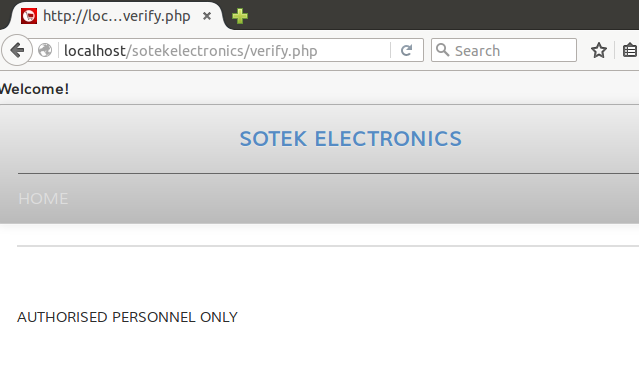 http://loc...verify.php
localhost/sotekelectronics/verify.php
Search
Welcome!
SOTEK ELECTRONICS
HOME
AUTHORISED PERSONNEL ONLY